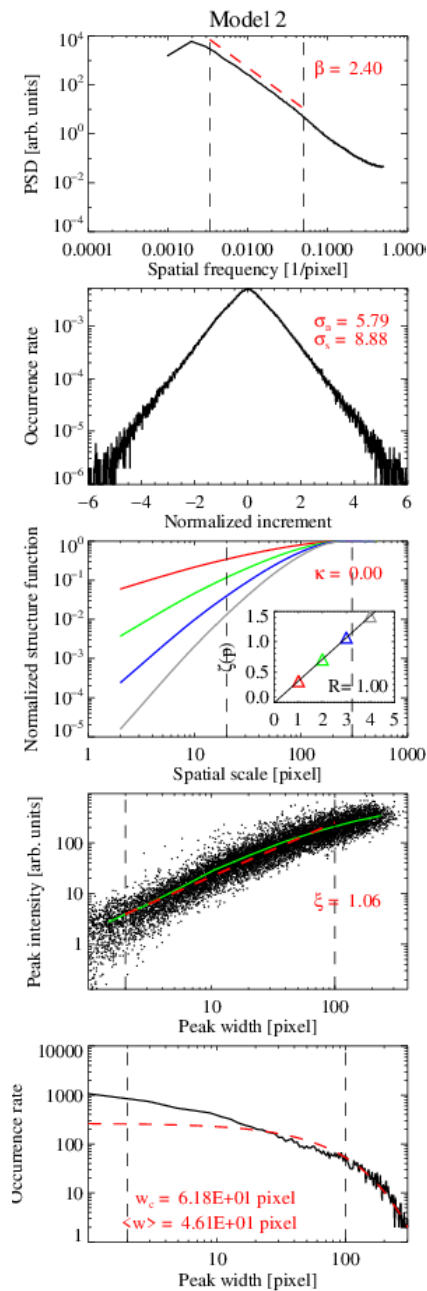 Model 2
10⁴
10²
10⁰
10⁻²
10⁻⁴
PSD [arb. units]
β = 2.40
0.0001 0.0010 0.0100 0.1000 1.000
Spatial frequency [1/pixel]
10⁻³
10⁻⁴
10⁻⁵
10⁻⁶
Occurrence rate
σₐ = 5.79
σₛ = 8.88
−6 −4 −2 0 2 4 6
Normalized increment
10⁰
10⁻¹
10⁻²
10⁻³
10⁻⁴
10⁻⁵
Normalized structure function
κ = 0.00
1.5
1.0
0.5
0.0
ζ(p)
R= 1.00
0 1 2 3 4 5
1 10 100 1000
Spatial scale [pixel]
100
10
1
Peak intensity [arb. units]
ξ = 1.06
10 100
Peak width [pixel]
10000
1000
100
10
1
Occurrence rate
w_c = 6.18E+01 pixel
<w> = 4.61E+01 pixel
10 100
Peak width [pixel]